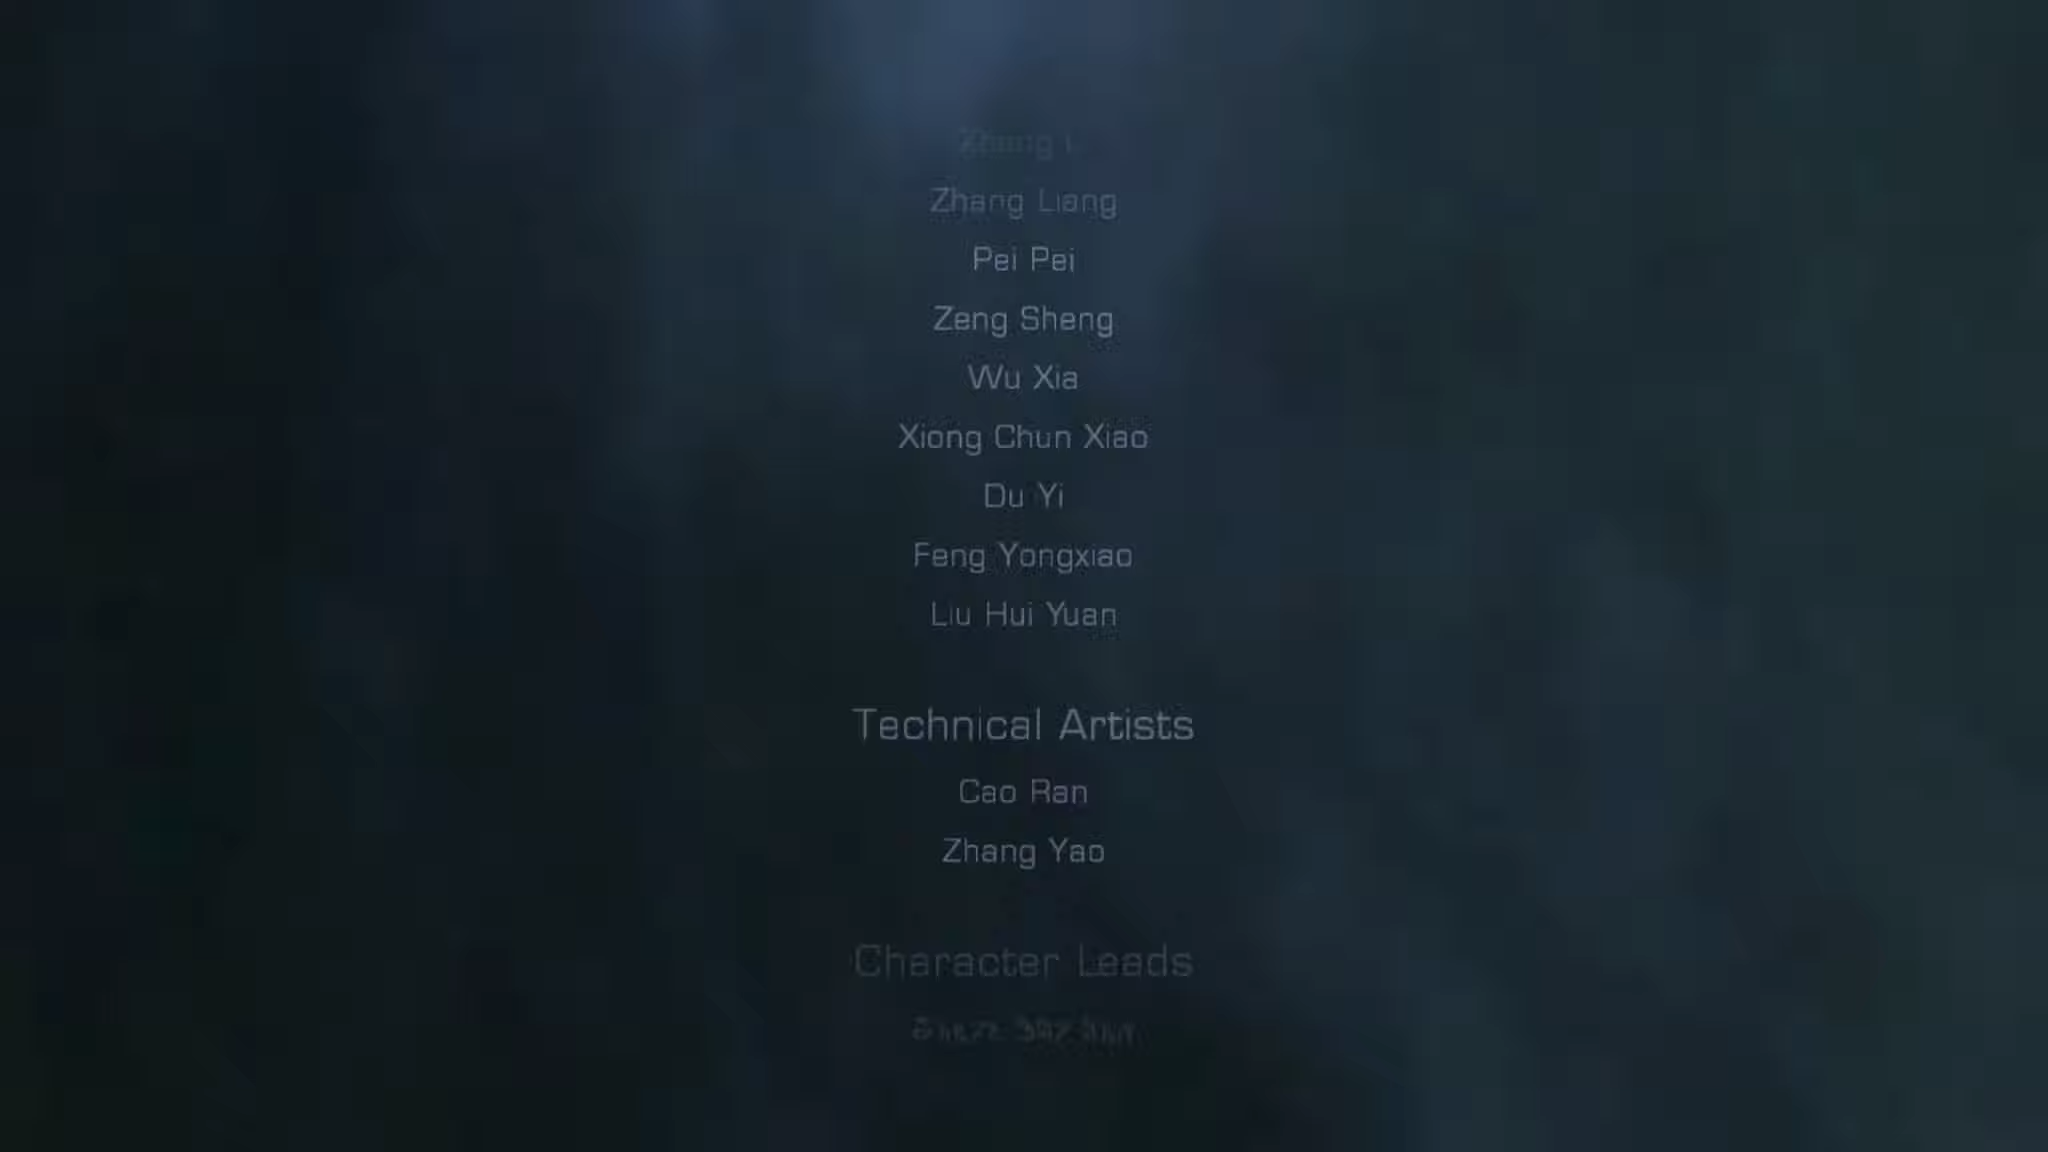 Zhang Liang
Pei Pei
Zeng Sheng
Wu Xia
Xiong Chun Xiao
Du Yi
Feng Yongxiao
Liu Hui Yuan
Technical Artists
Cao Ran
Zhang Yao
Character Leads